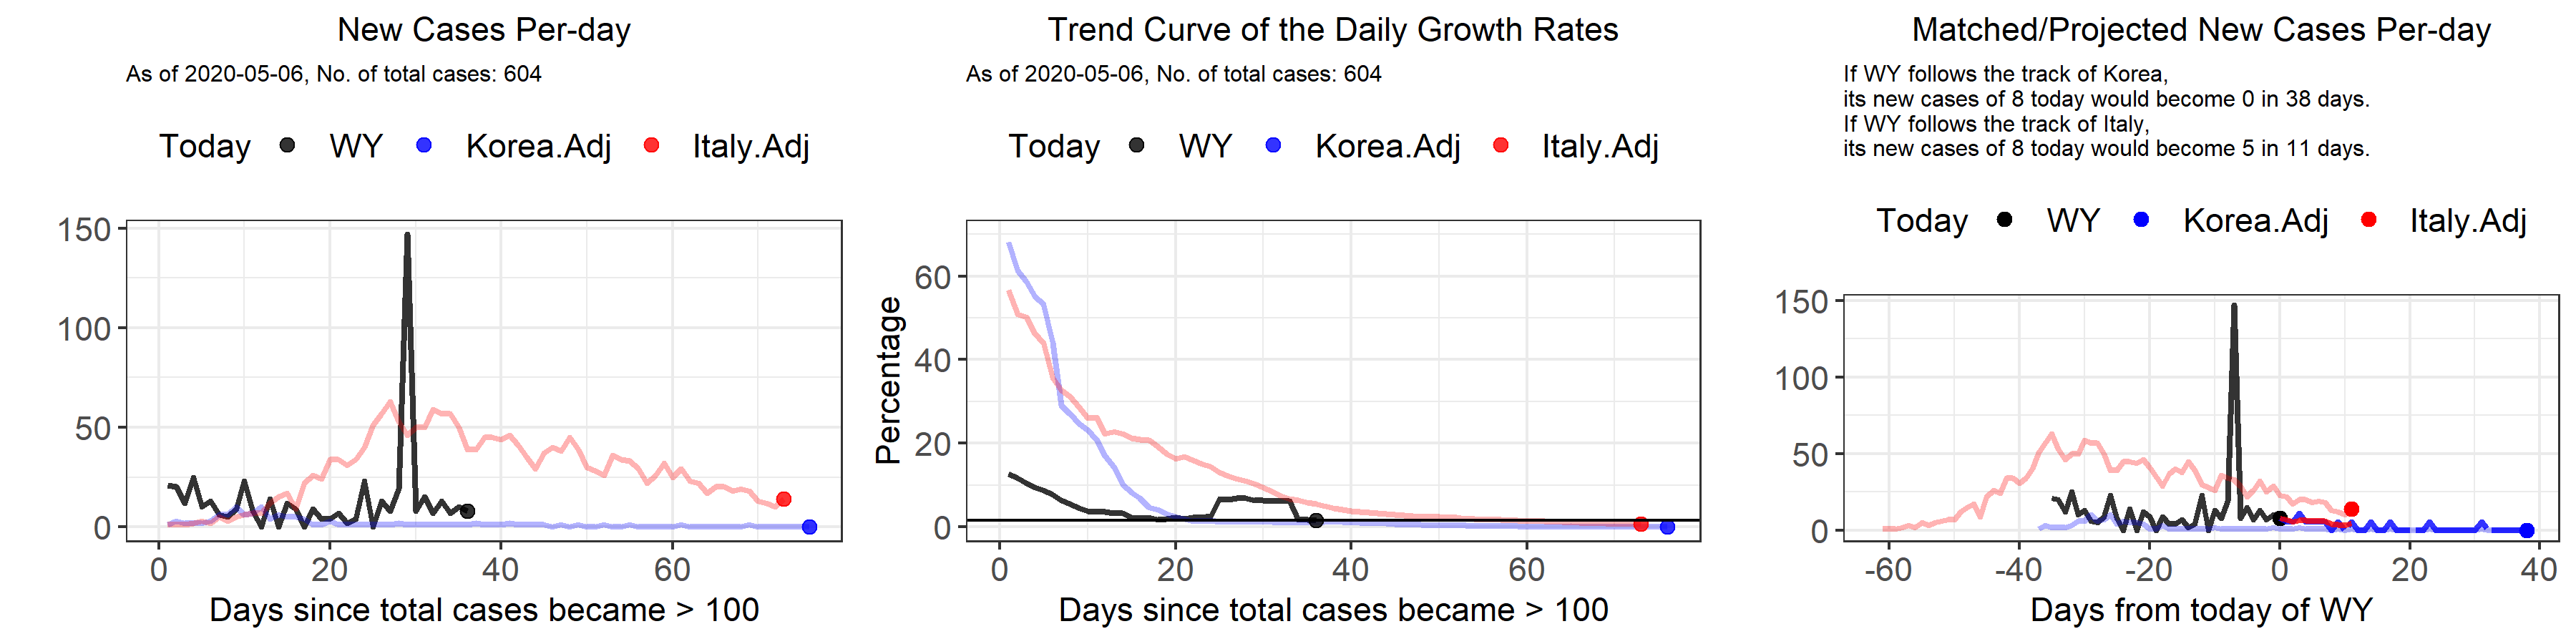 New Cases Per-day
As of 2020-05-06, No. of total cases: 604
Today WY Korea.Adj Italy.Adj
150
100
50
0
0 20 40 60
Days since total cases became > 100
Trend Curve of the Daily Growth Rates
As of 2020-05-06, No. of total cases: 604
Today WY Korea.Adj Italy.Adj
Percentage
60
40
20
0
0 20 40 60
Days since total cases became > 100
Matched/Projected New Cases Per-day
If WY follows the track of Korea,
its new cases of 8 today would become 0 in 38 days.
If WY follows the track of Italy,
its new cases of 8 today would become 5 in 11 days.
Today WY Korea.Adj Italy.Adj
150
100
50
0
-60 -40 -20 0 20 40
Days from today of WY